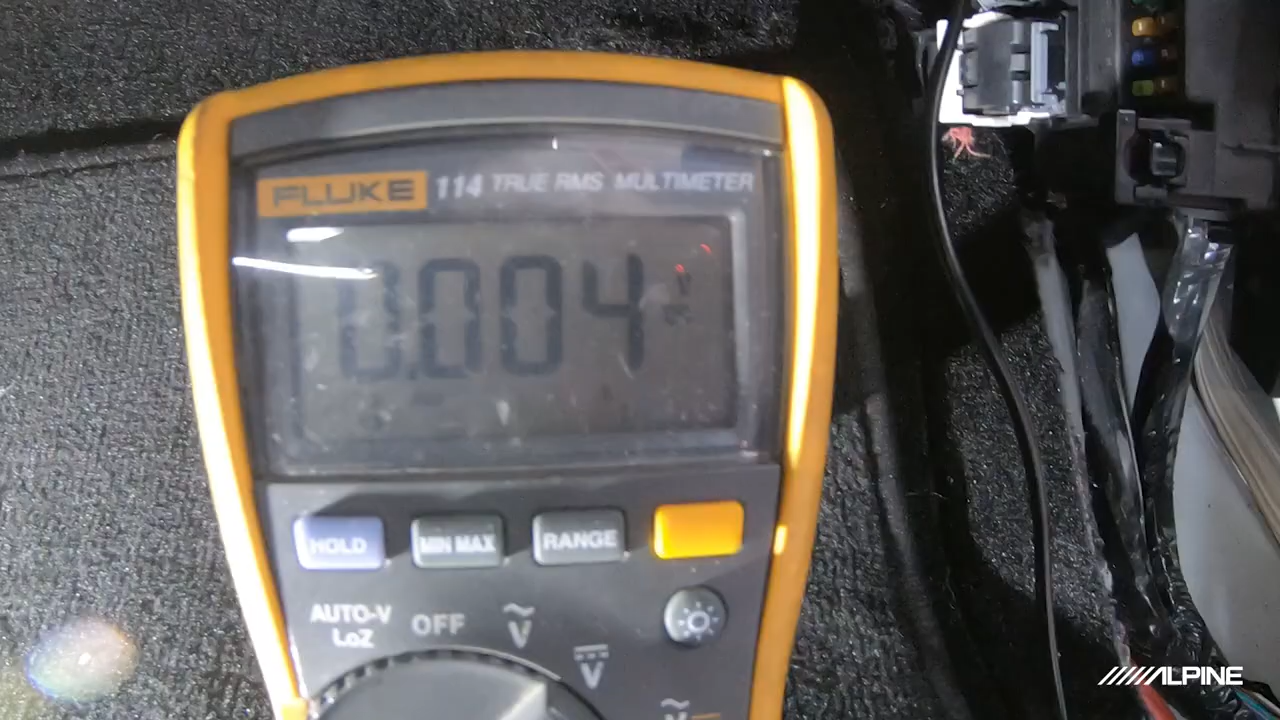 FLUKE 114 TRUE RMS MULTIMETER
0.004 V
HOLD MIN MAX RANGE
AUTO-V LoZ OFF V V
V
ALPINE